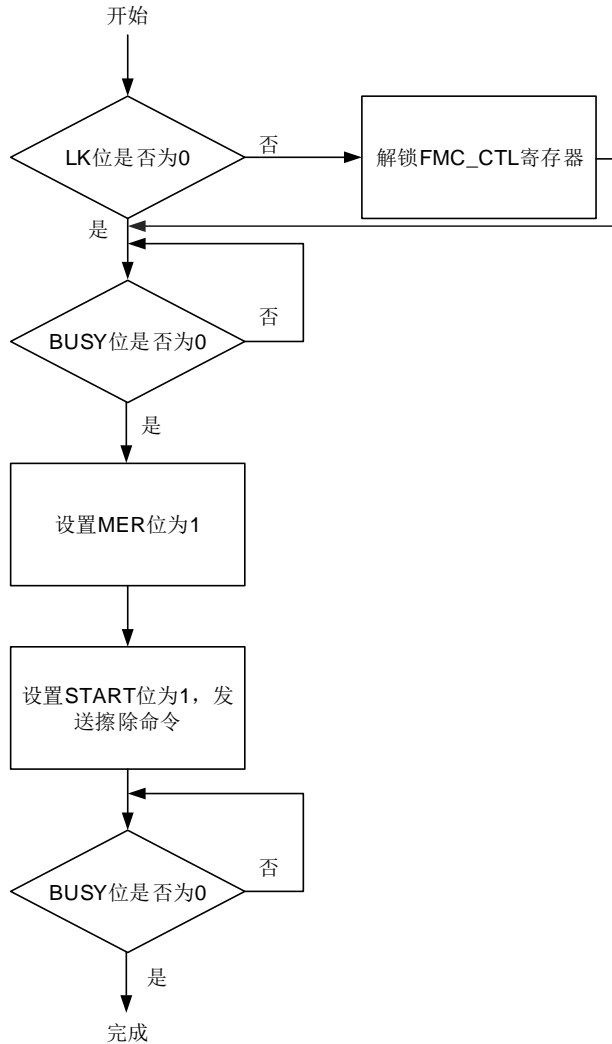 开始
LK位是否为0
否
解锁FMC_CTL寄存器
是
BUSY位是否为0
否
是
设置MER位为1
设置START位为1，发
送擦除命令
BUSY位是否为0
否
是
完成